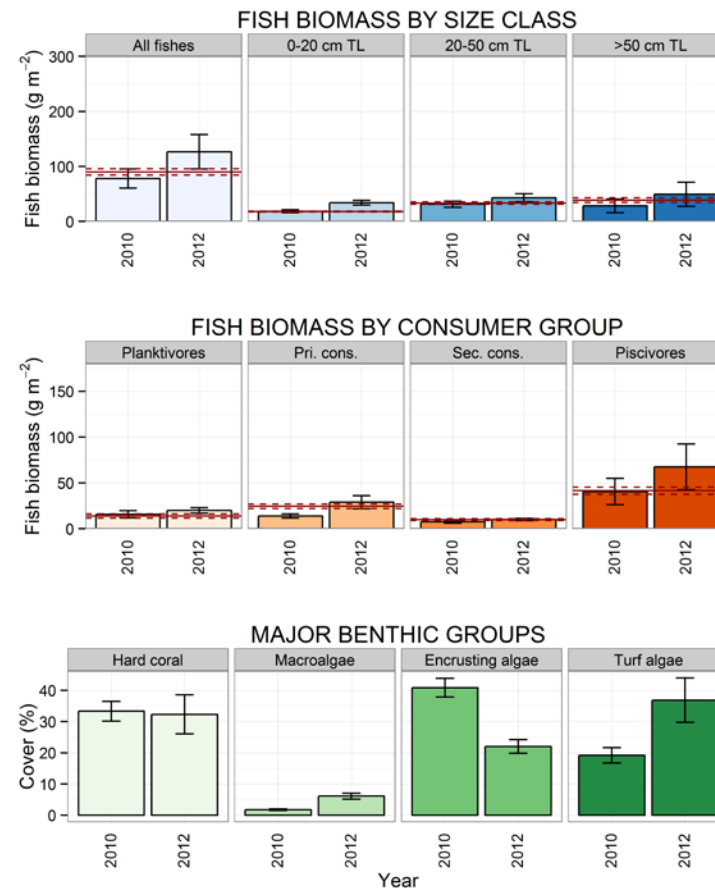 FISH BIOMASS BY SIZE CLASS
All fishes 0-20 cm TL 20-50 cm TL >50 cm TL
Fish biomass (g m⁻²)
300
200
100
0
2010 2012 2010 2012 2010 2012 2010 2012
FISH BIOMASS BY CONSUMER GROUP
Planktivores Pri. cons. Sec. cons. Piscivores
Fish biomass (g m⁻²)
150
100
50
0
2010 2012 2010 2012 2010 2012 2010 2012
MAJOR BENTHIC GROUPS
Hard coral Macroalgae Encrusting algae Turf algae
Cover (%)
40
30
20
10
0
2010 2012 2010 2012 2010 2012 2010 2012
Year